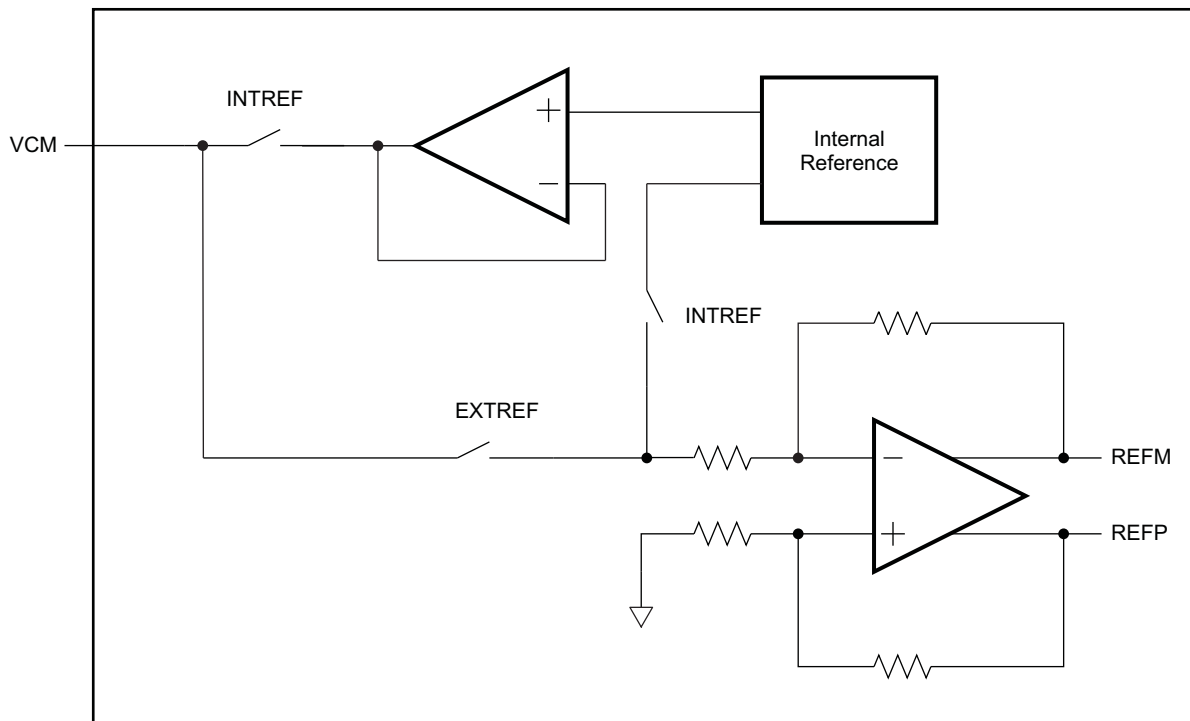 INTREF
VCM
+
−
Internal
Reference
INTREF
EXTREF
−
REFM
+
REFP